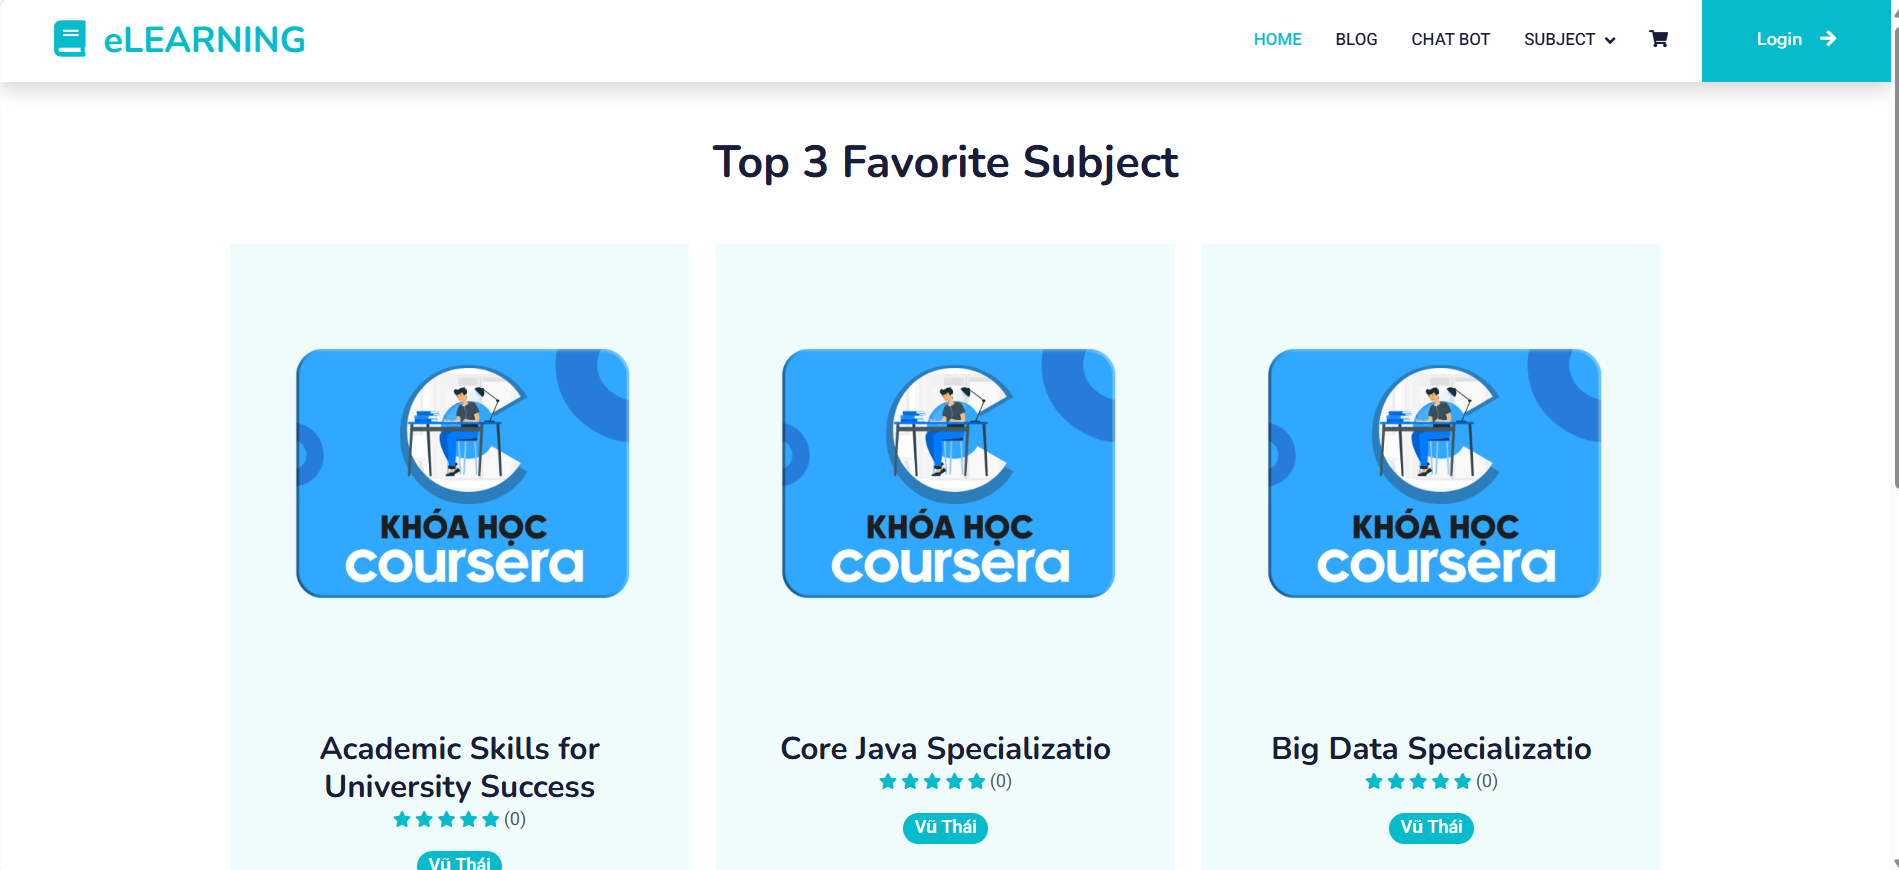 eLEARNING
HOME BLOG CHAT BOT SUBJECT Login
Top 3 Favorite Subject
KHÓA HỌC
coursera
KHÓA HỌC
coursera
KHÓA HỌC
coursera
Academic Skills for
University Success
(0)
Vũ Thái
Core Java Specializatio
(0)
Vũ Thái
Big Data Specializatio
(0)
Vũ Thái